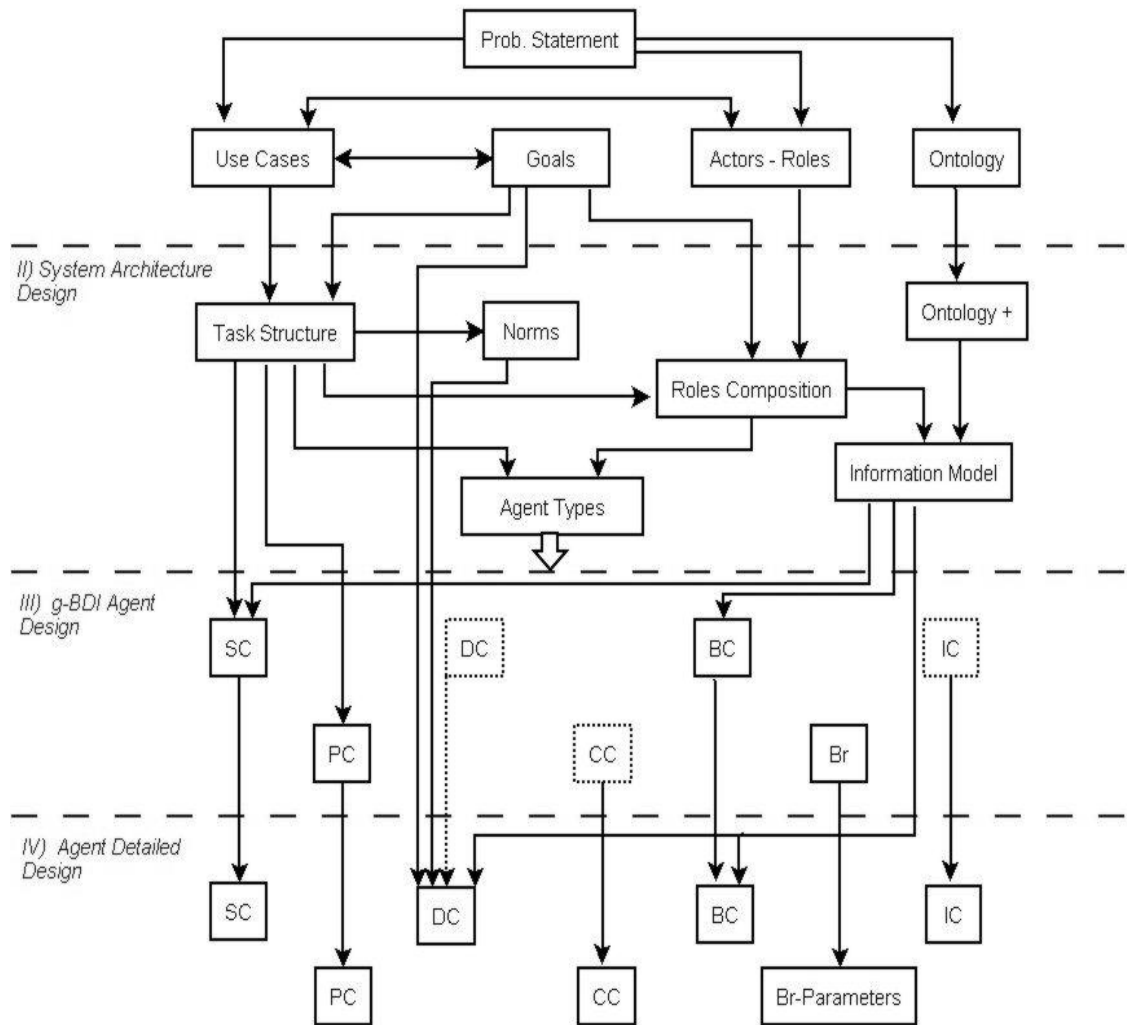 Prob. Statement
Use Cases
Goals
Actors - Roles
Ontology
II) System Architecture
Design
Ontology +
Task Structure
Norms
Roles Composition
Information Model
Agent Types
III) g-BDI Agent
Design
SC
DC
BC
IC
PC
CC
Br
IV) Agent Detailed
Design
SC
DC
BC
IC
PC
CC
Br-Parameters